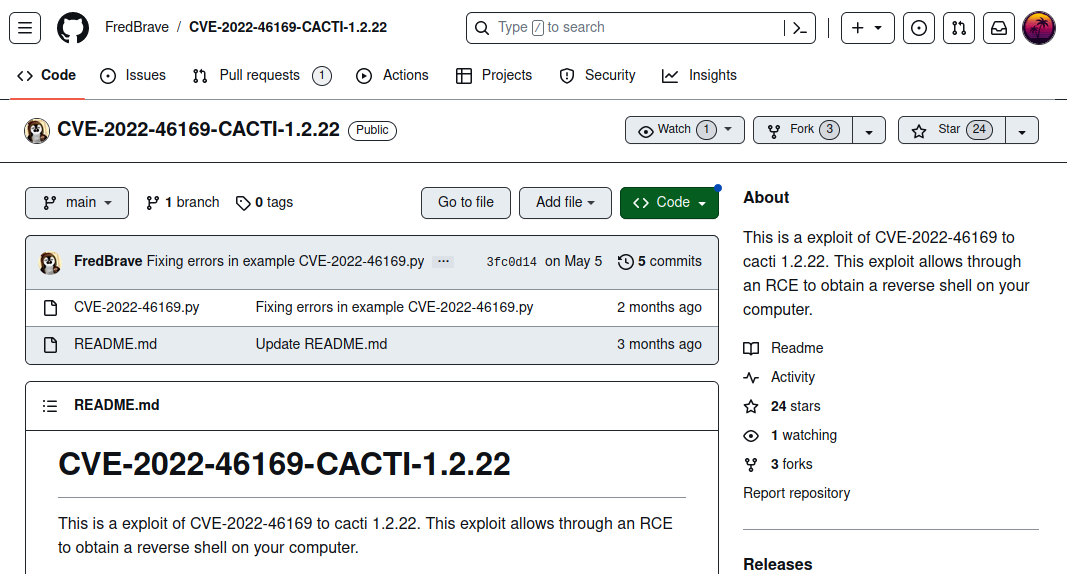 FredBrave / CVE-2022-46169-CACTI-1.2.22 Type / to search
Code Issues Pull requests 1 Actions Projects Security Insights
CVE-2022-46169-CACTI-1.2.22 Public Watch 1 Fork 3 Star 24
main 1 branch 0 tags Go to file Add file Code
FredBrave Fixing errors in example CVE-2022-46169.py ··· 3fc0d14 on May 5 5 commits
CVE-2022-46169.py Fixing errors in example CVE-2022-46169.py 2 months ago
README.md Update README.md 3 months ago
README.md
CVE-2022-46169-CACTI-1.2.22
This is a exploit of CVE-2022-46169 to cacti 1.2.22. This exploit allows through an RCE
to obtain a reverse shell on your computer.
About
This is a exploit of CVE-2022-46169 to
cacti 1.2.22. This exploit allows through
an RCE to obtain a reverse shell on your
computer.
Readme
Activity
24 stars
1 watching
3 forks
Report repository
Releases